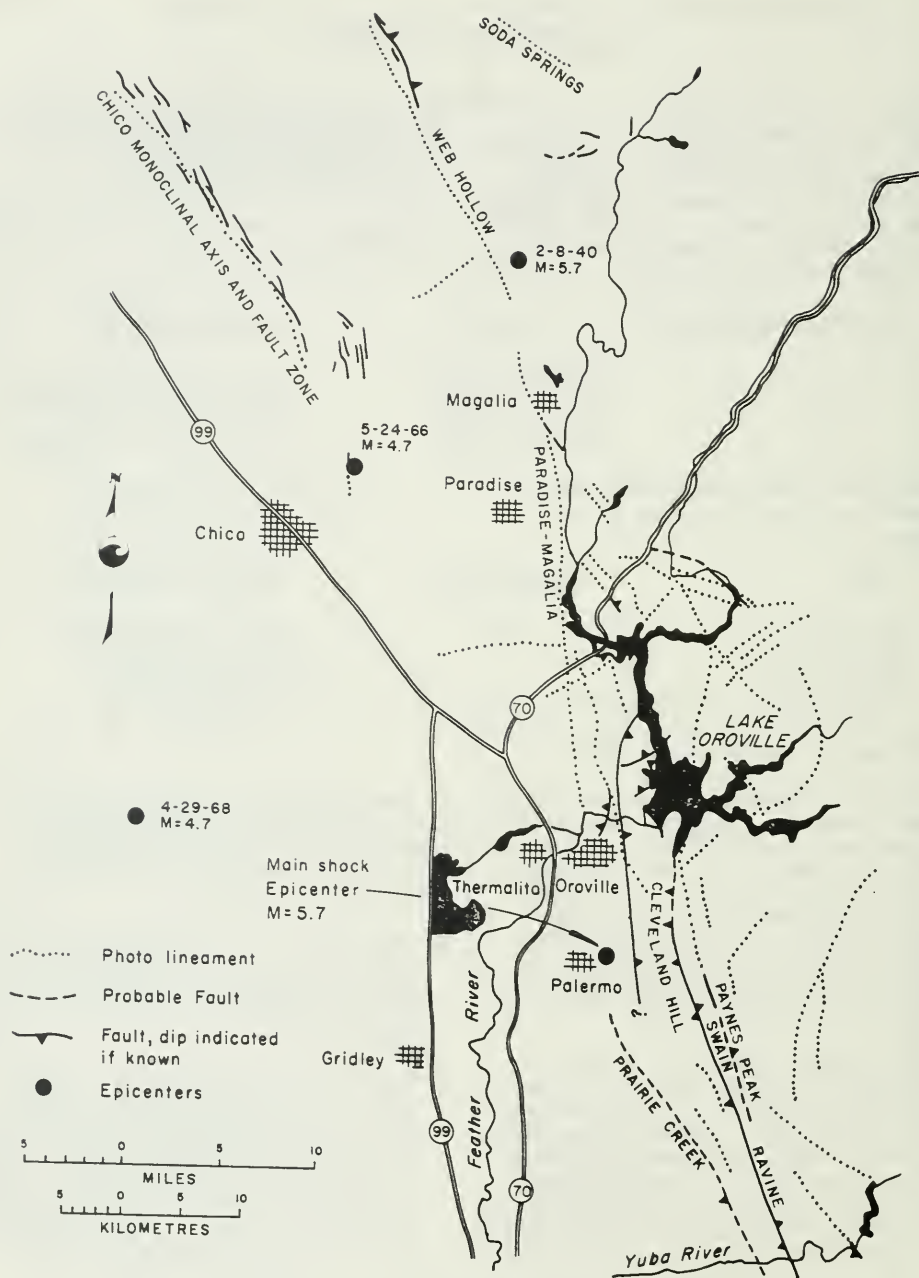 SODA SPRINGS
CHICO MONOCLINAL AXIS AND FAULT ZONE
WEB HOLLOW
2-8-40
M=5.7
Magalia
99
5-24-66
M=4.7
Paradise
PARADISE-MAGALIA
Chico
N
70
LAKE
OROVILLE
4-29-68
M=4.7
Main shock
Epicenter
M=5.7
Thermalito
Oroville
CLEVELAND HILL
Photo lineament
Palermo
Probable Fault
?
PAYNES PEAK
SWAIN RAVINE
Fault, dip indicated
if known
Gridley
Feather River
PRAIRIE CREEK
Epicenters
99
70
5 0 10
MILES
5 0 5 10
KILOMETRES
Yuba River